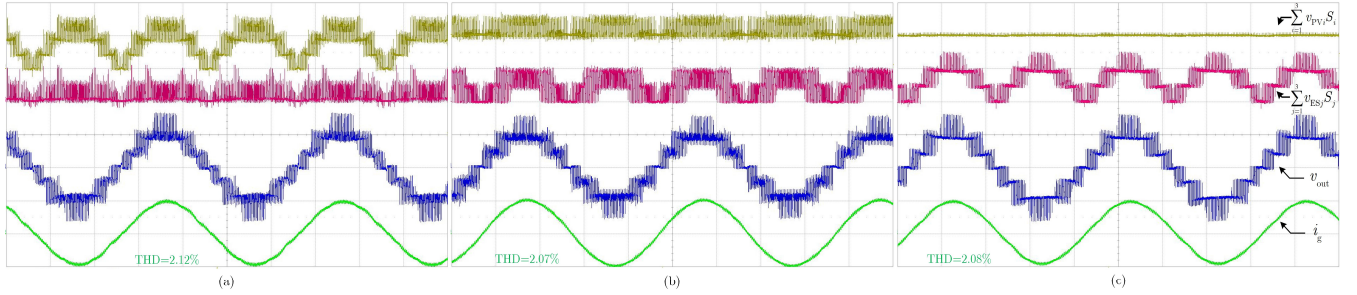 3
∑ v_PVi S_i
i=1
3
∑ v_ESj S_j
j=1
v_out
i_g
THD=2.12%
THD=2.07%
THD=2.08%
(a)
(b)
(c)